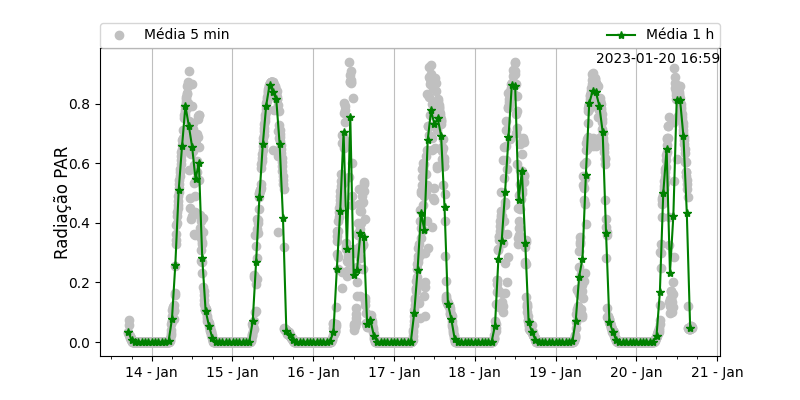 Média 5 min
Média 1 h
2023-01-20 16:59
Radiação PAR
0.8
0.6
0.4
0.2
0.0
14 - Jan
15 - Jan
16 - Jan
17 - Jan
18 - Jan
19 - Jan
20 - Jan
21 - Jan